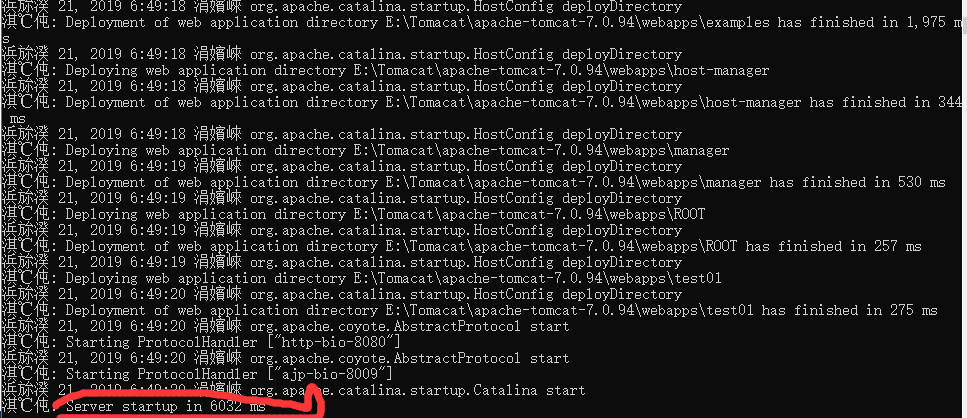 浜斾湀 21, 2019 6:49:18 涓嬪崍 org.apache.catalina.startup.HostConfig deployDirectory
淇℃伅: Deployment of web application directory E:\Tomacat\apache-tomcat-7.0.94\webapps\examples has finished in 1,975 m
s
浜斾湀 21, 2019 6:49:18 涓嬪崍 org.apache.catalina.startup.HostConfig deployDirectory
淇℃伅: Deploying web application directory E:\Tomacat\apache-tomcat-7.0.94\webapps\host-manager
浜斾湀 21, 2019 6:49:18 涓嬪崍 org.apache.catalina.startup.HostConfig deployDirectory
淇℃伅: Deployment of web application directory E:\Tomacat\apache-tomcat-7.0.94\webapps\host-manager has finished in 344
ms
浜斾湀 21, 2019 6:49:18 涓嬪崍 org.apache.catalina.startup.HostConfig deployDirectory
淇℃伅: Deploying web application directory E:\Tomacat\apache-tomcat-7.0.94\webapps\manager
浜斾湀 21, 2019 6:49:19 涓嬪崍 org.apache.catalina.startup.HostConfig deployDirectory
淇℃伅: Deployment of web application directory E:\Tomacat\apache-tomcat-7.0.94\webapps\manager has finished in 530 ms
浜斾湀 21, 2019 6:49:19 涓嬪崍 org.apache.catalina.startup.HostConfig deployDirectory
淇℃伅: Deploying web application directory E:\Tomacat\apache-tomcat-7.0.94\webapps\ROOT
浜斾湀 21, 2019 6:49:19 涓嬪崍 org.apache.catalina.startup.HostConfig deployDirectory
淇℃伅: Deployment of web application directory E:\Tomacat\apache-tomcat-7.0.94\webapps\ROOT has finished in 257 ms
浜斾湀 21, 2019 6:49:19 涓嬪崍 org.apache.catalina.startup.HostConfig deployDirectory
淇℃伅: Deploying web application directory E:\Tomacat\apache-tomcat-7.0.94\webapps\test01
浜斾湀 21, 2019 6:49:20 涓嬪崍 org.apache.catalina.startup.HostConfig deployDirectory
淇℃伅: Deployment of web application directory E:\Tomacat\apache-tomcat-7.0.94\webapps\test01 has finished in 275 ms
浜斾湀 21, 2019 6:49:20 涓嬪崍 org.apache.coyote.AbstractProtocol start
淇℃伅: Starting ProtocolHandler ["http-bio-8080"]
浜斾湀 21, 2019 6:49:20 涓嬪崍 org.apache.coyote.AbstractProtocol start
淇℃伅: Starting ProtocolHandler ["ajp-bio-8009"]
浜斾湀 21, 2019 6:49:20 涓嬪崍 org.apache.catalina.startup.Catalina start
淇℃伅: Server startup in 6032 ms